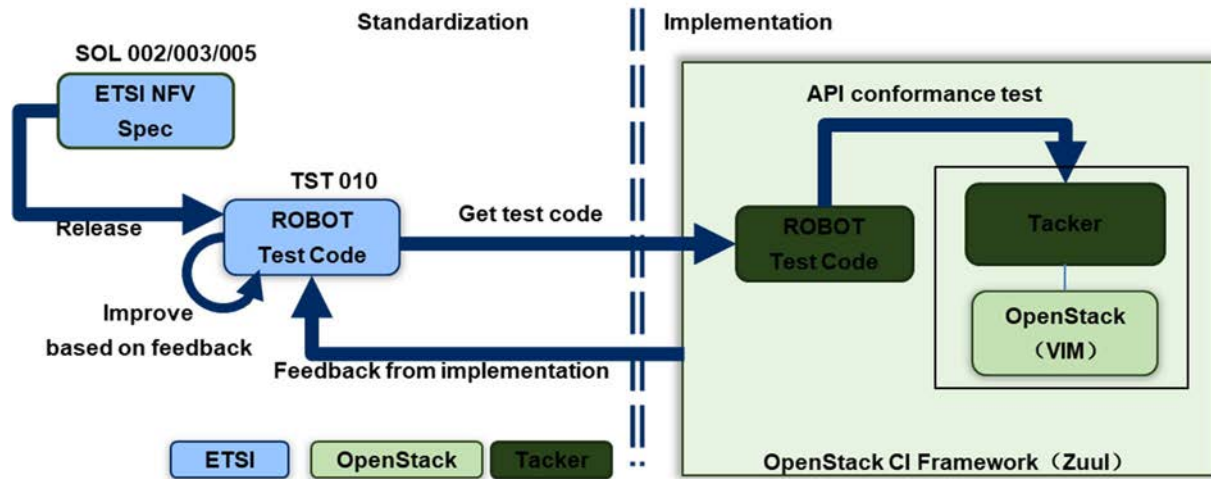 Standardization
Implementation
SOL 002/003/005
ETSI NFV
Spec
API conformance test
TST 010
Release
ROBOT
Test Code
Get test code
ROBOT
Test Code
Tacker
Improve
based on feedback
OpenStack
（VIM）
Feedback from implementation
ETSI
OpenStack
Tacker
OpenStack CI Framework（Zuul）